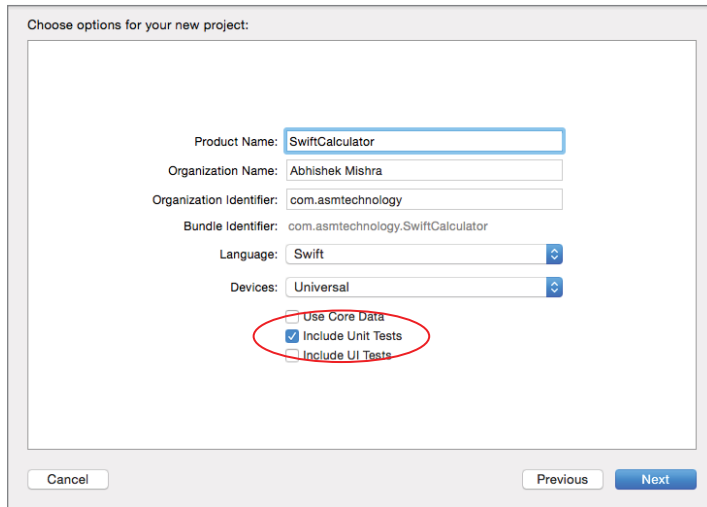 Choose options for your new project:
Product Name: SwiftCalculator
Organization Name: Abhishek Mishra
Organization Identifier: com.asmtechnology
Bundle Identifier: com.asmtechnology.SwiftCalculator
Language: Swift
Devices: Universal
Use Core Data
Include Unit Tests
Include UI Tests
Cancel Previous Next